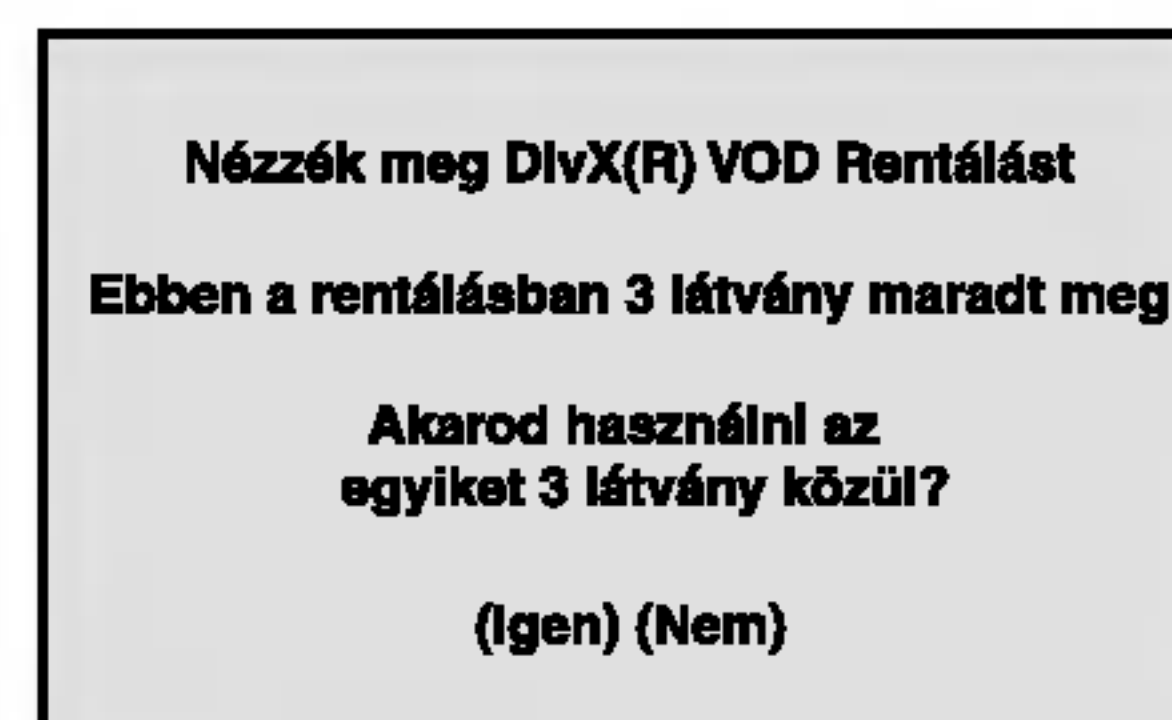 Nézzék meg DivX(R) VOD Rentálást
Ebben a rentálásban 3 látvány maradt meg
Akarod használni az
egyiket 3 látvány közül?
(Igen) (Nem)